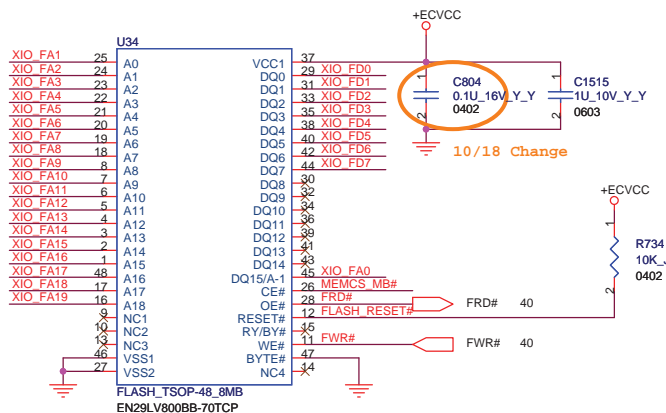 +ECVCC
U34
XIO_FA1 25 A0 VCC1 37
XIO_FA2 24 A1 DQ0 29 XIO_FD0
XIO_FA3 23 A2 DQ1 31 XIO_FD1
XIO_FA4 22 A3 DQ2 33 XIO_FD2
XIO_FA5 21 A4 DQ3 35 XIO_FD3
XIO_FA6 20 A5 DQ4 38 XIO_FD4
XIO_FA7 19 A6 DQ5 40 XIO_FD5
XIO_FA8 18 A7 DQ6 42 XIO_FD6
XIO_FA9 8 A8 DQ7 44 XIO_FD7
XIO_FA10 7 A9 DQ8 30
XIO_FA11 6 A10 DQ9 32
XIO_FA12 5 A11 DQ10 34
XIO_FA13 4 A12 DQ11 36
XIO_FA14 3 A13 DQ12 39
XIO_FA15 2 A14 DQ13 41
XIO_FA16 1 A15 DQ14 43
XIO_FA17 48 A16 DQ15/A-1 45 XIO_FA0
XIO_FA18 17 A17 CE# 26 MEMCS_MB#
XIO_FA19 16 A18 OE# 28 FRD# FRD# 40
9 NC1 RESET# 12 FLASH_RESET#
10 NC2 RY/BY# 15
13 NC3 WE# 11 FWR# FWR# 40
46 VSS1 BYTE# 47
27 VSS2 NC4 14
FLASH_TSOP-48_8MB
EN29LV800BB-70TCP
1
C804
0.1U_16V_Y_Y
0402
2
1
C1515
1U_10V_Y_Y
0603
2
10/18 Change
+ECVCC
1
R734
10K_J
0402
2